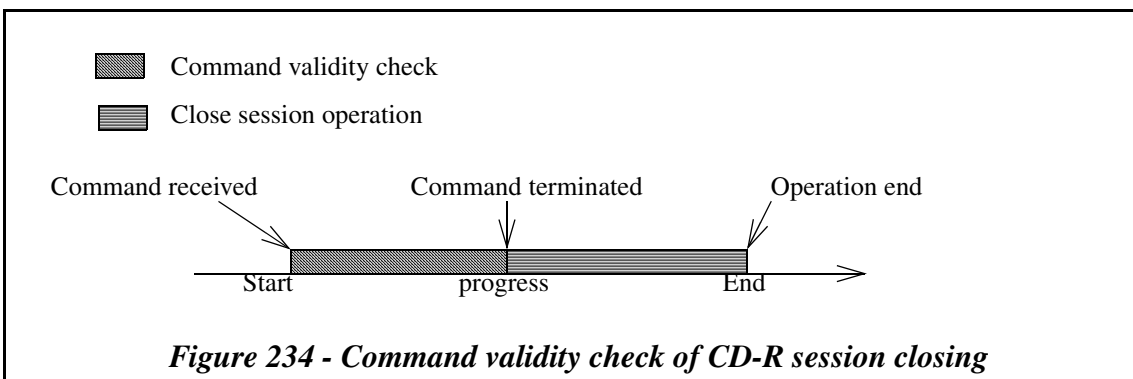 Command validity check
Close session operation
Command received Command terminated Operation end
Start progress End
Figure 234 - Command validity check of CD-R session closing